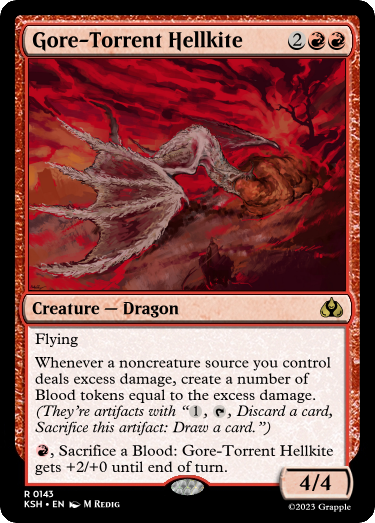 Gore-Torrent Hellkite 2
Creature — Dragon
Flying
Whenever a noncreature source you control
deals excess damage, create a number of
Blood tokens equal to the excess damage.
(They're artifacts with “1, , Discard a card,
Sacrifice this artifact: Draw a card.”)
, Sacrifice a Blood: Gore-Torrent Hellkite
gets +2/+0 until end of turn.
4/4
R 0143
KSH • EN M REDIG
©2023 Grapple